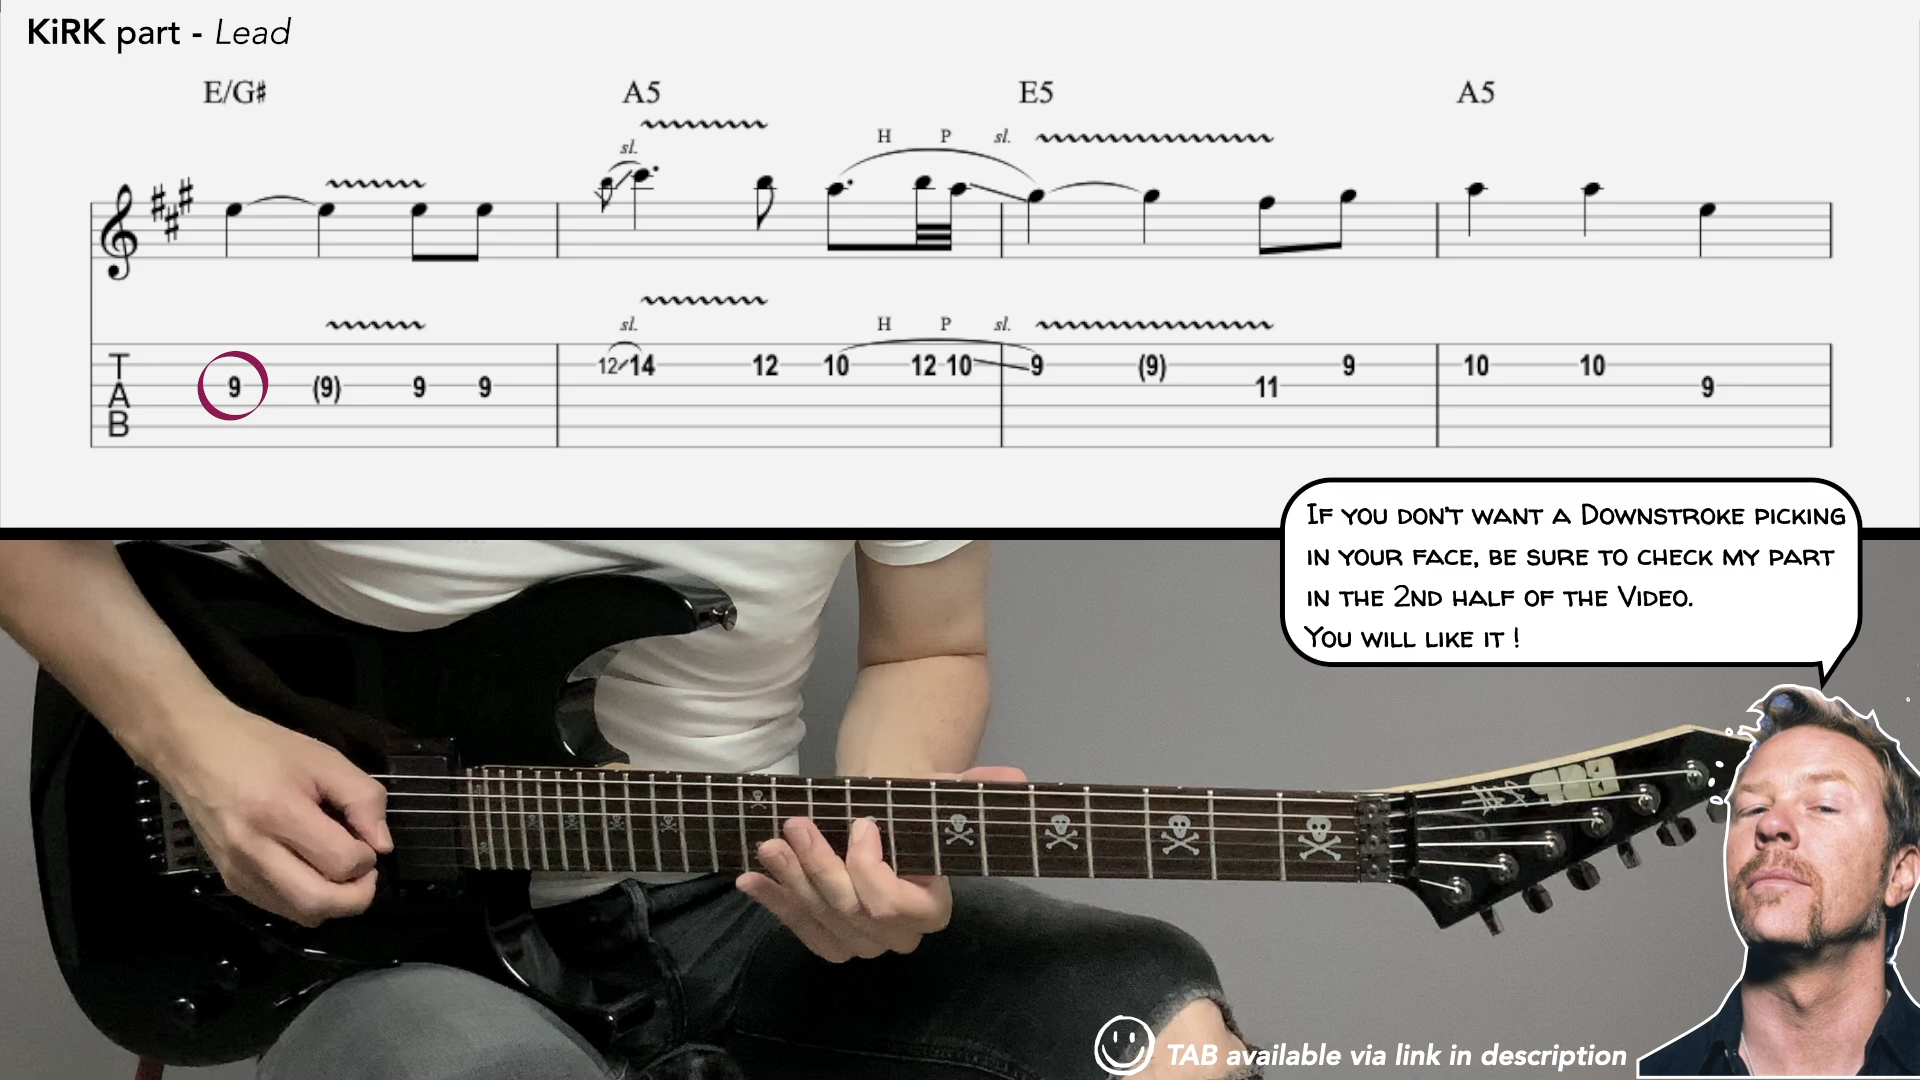 KiRK part - Lead
E/G♯ A5 E5 A5
sl. H P sl.
sl. H P sl.
T 12 14 12 10 12 10 9 (9) 9 10 10
A 9 (9) 9 9 11 9
B
If you don't want a Downstroke picking
in your face, be sure to check my part
in the 2nd half of the Video.
You will like it !
TAB available via link in description